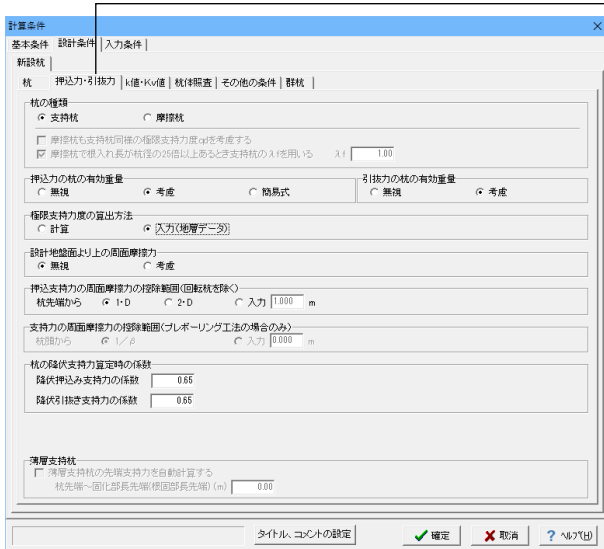 計算条件
基本条件 設計条件 入力条件
新設杭
杭 押込力・引抜力 k値・Kv値 杭体照査 その他の条件 群杭
杭の種類
支持杭 摩擦杭
摩擦杭も支持杭同様の極限支持力度qdを考慮する
摩擦杭で根入れ長が杭径の25倍以上あるとき支持杭のλfを用いる λf 1.00
押込力の杭の有効重量 引抜力の杭の有効重量
無視 考慮 簡易式 無視 考慮
極限支持力度の算出方法
計算 入力(地層データ)
設計地盤面より上の周面摩擦力
無視 考慮
押込支持力の周面摩擦力の控除範囲(回転杭を除く)
杭先端から 1・D 2・D 入力 1.000 m
支持力の周面摩擦力の控除範囲(プレボーリング工法の場合のみ)
杭頭から 1/β 入力 0.000 m
杭の降伏支持力算定時の係数
降伏押込み支持力の係数 0.65
降伏引抜き支持力の係数 0.65
薄層支持杭
薄層支持杭の先端支持力を自動計算する
杭先端～固化部長先端(根固部長先端) (m) 0.00
タイトル、コメントの設定 確定 取消 ? ヘルプ(H)